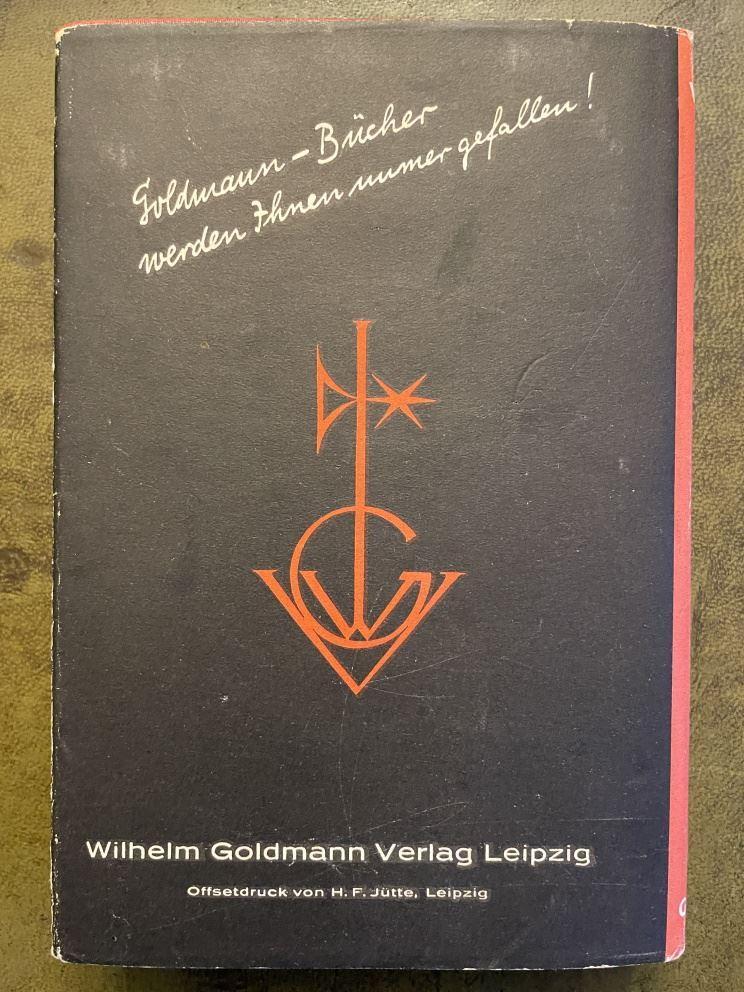 Goldmann-Bücher
werden Ihnen immer gefallen!
Wilhelm Goldmann Verlag Leipzig
Offsetdruck von H. F. Jütte, Leipzig